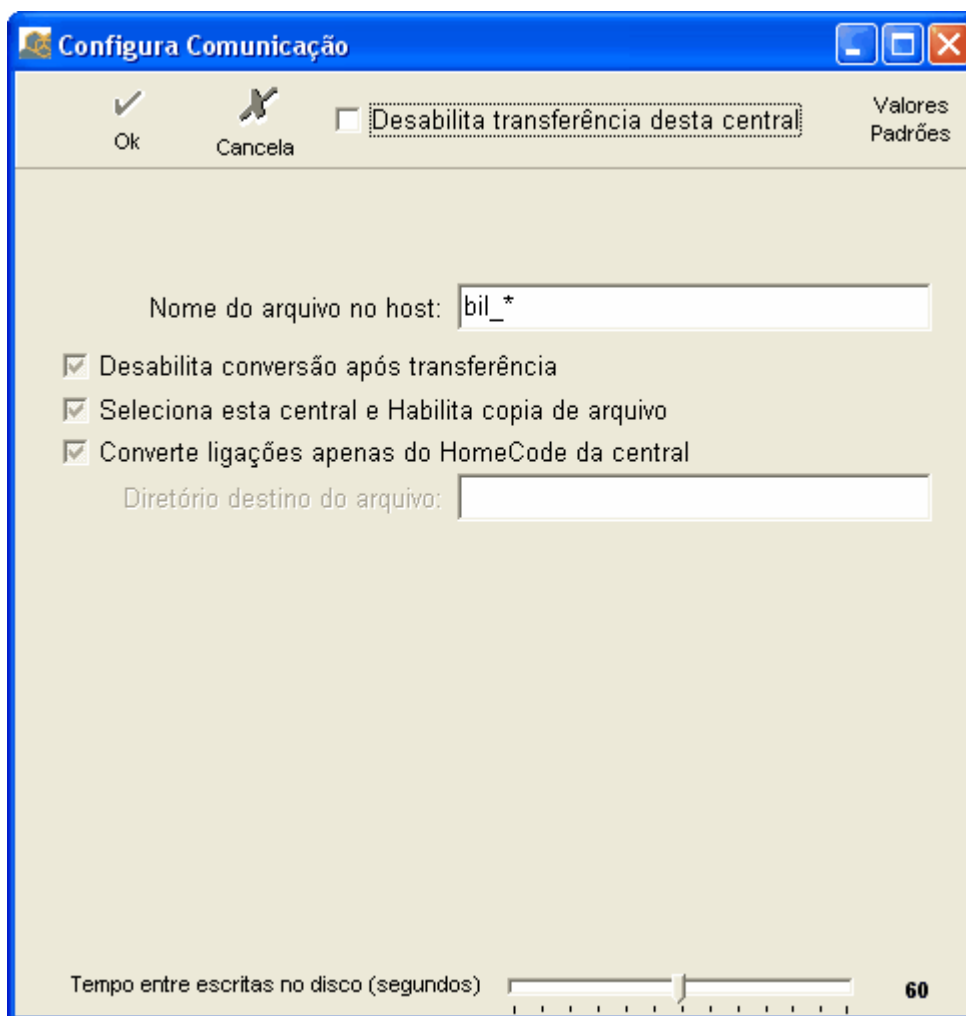 Configura Comunicação
Ok
Cancela
Desabilita transferência desta central
Valores
Padrões
Nome do arquivo no host: bil_*
Desabilita conversão após transferência
Seleciona esta central e Habilita copia de arquivo
Converte ligações apenas do HomeCode da central
Diretório destino do arquivo:
Tempo entre escritas no disco (segundos) 60